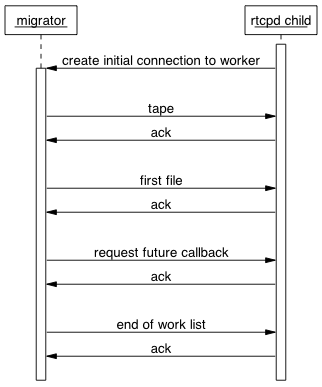 migrator
rtcpd child
create initial connection to worker
tape
ack
first file
ack
request future callback
ack
end of work list
ack